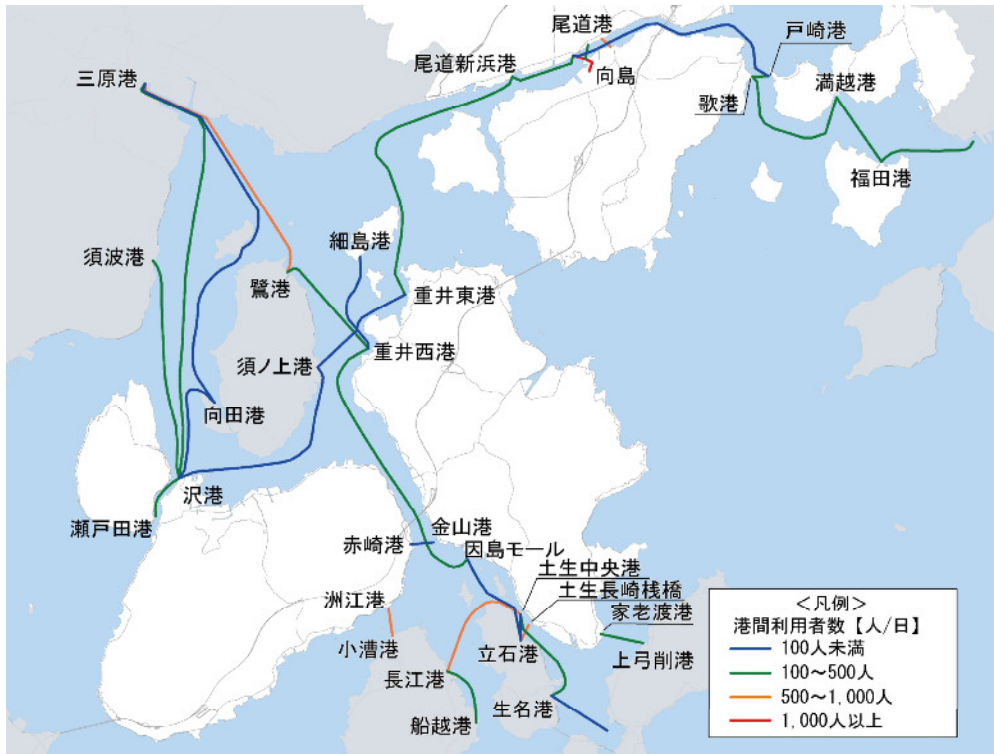 尾道港
戸崎港
尾道新浜港
向島
三原港
満越港
歌港
福田港
細島港
須波港
鷺港
重井東港
重井西港
須ノ上港
向田港
沢港
瀬戸田港
金山港
赤崎港
因島モール
土生中央港
土生長崎桟橋
洲江港
家老渡港
小漕港
立石港
上弓削港
長江港
生名港
船越港
＜凡例＞
港間利用者数【人/日】
100人未満
100～500人
500～1,000人
1,000人以上